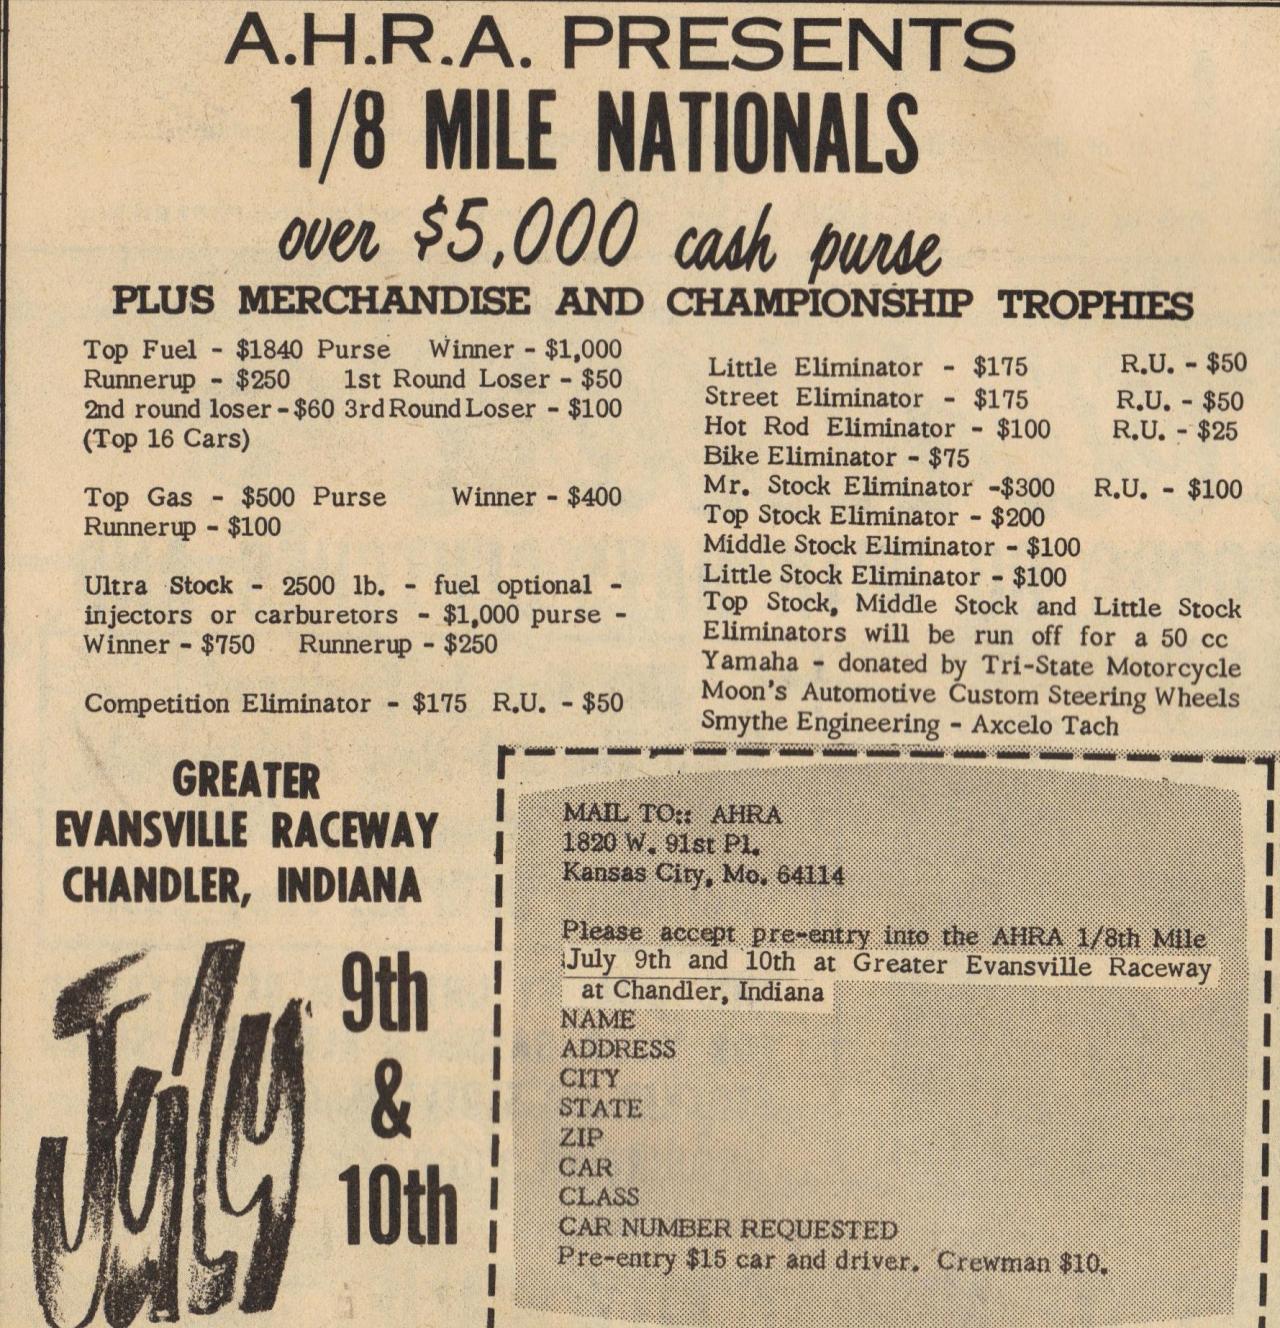 A.H.R.A. PRESENTS
1/8 MILE NATIONALS
over $5,000 cash purse
PLUS MERCHANDISE AND CHAMPIONSHIP TROPHIES
Top Fuel - $1840 Purse Winner - $1,000
Runnerup - $250 1st Round Loser - $50
2nd round loser - $60 3rd Round Loser - $100
(Top 16 Cars)
Top Gas - $500 Purse Winner - $400
Runnerup - $100
Ultra Stock - 2500 lb. - fuel optional -
injectors or carburetors - $1,000 purse -
Winner - $750 Runnerup - $250
Competition Eliminator - $175 R.U. - $50
Little Eliminator - $175 R.U. - $50
Street Eliminator - $175 R.U. - $50
Hot Rod Eliminator - $100 R.U. - $25
Bike Eliminator - $75
Mr. Stock Eliminator -$300 R.U. - $100
Top Stock Eliminator - $200
Middle Stock Eliminator - $100
Little Stock Eliminator - $100
Top Stock, Middle Stock and Little Stock
Eliminators will be run off for a 50 cc
Yamaha - donated by Tri-State Motorcycle
Moon's Automotive Custom Steering Wheels
Smythe Engineering - Axcelo Tach
GREATER
EVANSVILLE RACEWAY
CHANDLER, INDIANA
July
9th
&
10th
MAIL TO:: AHRA
1820 W. 91st Pl.
Kansas City, Mo. 64114
Please accept pre-entry into the AHRA 1/8th Mile
July 9th and 10th at Greater Evansville Raceway
at Chandler, Indiana
NAME
ADDRESS
CITY
STATE
ZIP
CAR
CLASS
CAR NUMBER REQUESTED
Pre-entry $15 car and driver. Crewman $10.